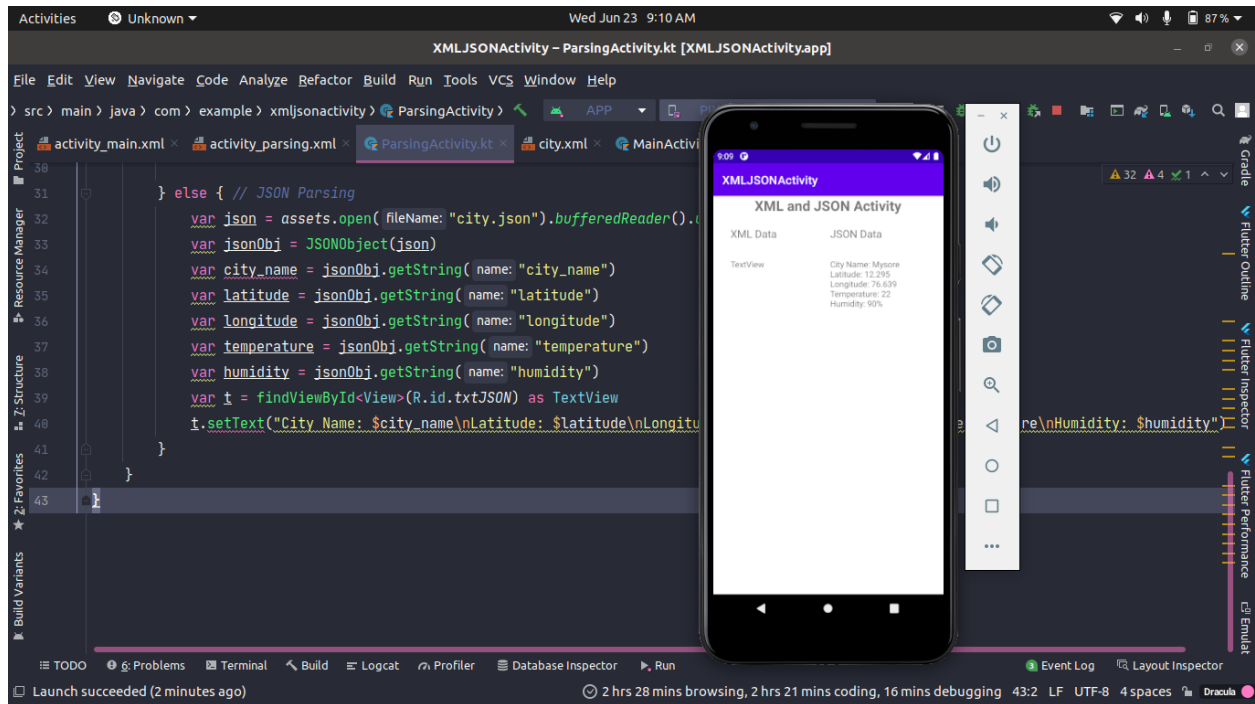 Activities Unknown Wed Jun 23 9:10 AM 87 %
XMLJSONActivity – ParsingActivity.kt [XMLJSONActivity.app]
File Edit View Navigate Code Analyze Refactor Build Run Tools VCS Window Help
src main java com example xmljsonactivity ParsingActivity APP
activity_main.xml activity_parsing.xml ParsingActivity.kt city.xml
32 4 1
30
31 } else { // JSON Parsing
32 var json = assets.open( fileName: "city.json").bufferedReader().
33 var jsonObj = JSONObject(json)
34 var city_name = jsonObj.getString( name: "city_name")
35 var latitude = jsonObj.getString( name: "latitude")
36 var longitude = jsonObj.getString( name: "longitude")
37 var temperature = jsonObj.getString( name: "temperature")
38 var humidity = jsonObj.getString( name: "humidity")
39 var t = findViewById<View>(R.id.txtJSON) as TextView
40 t.setText("City Name: $city_name\nLatitude: $latitude\n re\nHumidity: $humidity")
41 }
42 }
43 }
9:09
XMLJSONActivity
XML and JSON Activity
XML Data JSON Data
TextView City Name: Mysore
Latitude: 12.295
Longitude: 76.639
Temperature: 22
Humidity: 90%
Project
Resource Manager
Z: Structure
2: Favorites
Build Variants
Gradle
Flutter Outline
Flutter Inspector
Flutter Performance
TODO 6: Problems Terminal Build Logcat Profiler Database Inspector Run 3 Event Log Layout Inspector
Launch succeeded (2 minutes ago) 2 hrs 28 mins browsing, 2 hrs 21 mins coding, 16 mins debugging 43:2 LF UTF-8 4 spaces Dracula